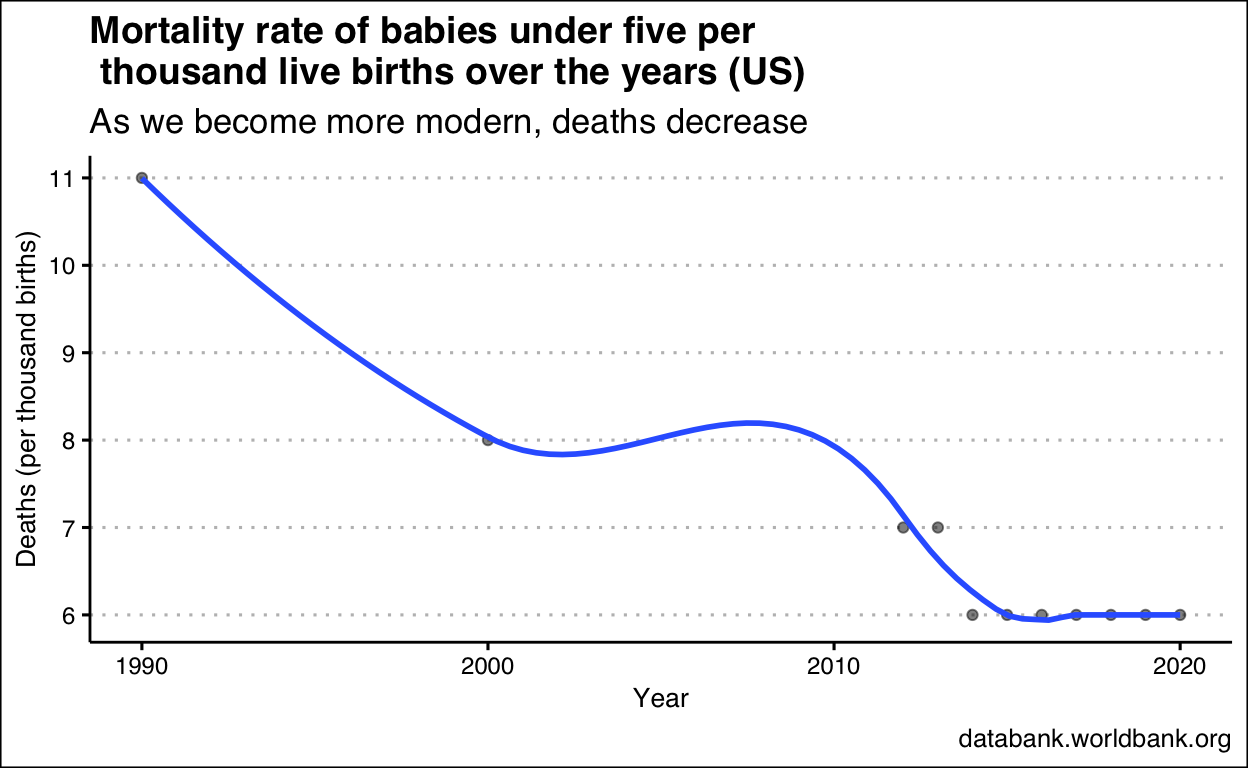 Mortality rate of babies under five per
thousand live births over the years (US)
As we become more modern, deaths decrease
Deaths (per thousand births)
11
10
9
8
7
6
1990 2000 2010 2020
Year
databank.worldbank.org